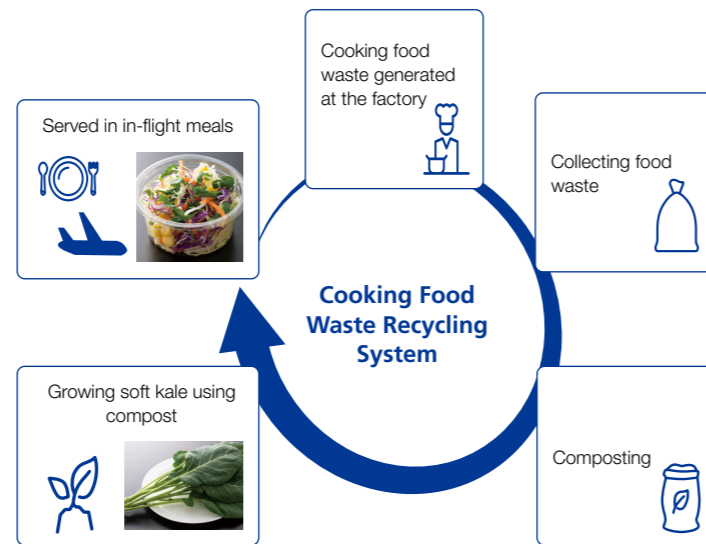 Cooking food
waste generated
at the factory
Collecting food
waste
Composting
Growing soft kale using
compost
Served in in-flight meals
Cooking Food
Waste Recycling
System